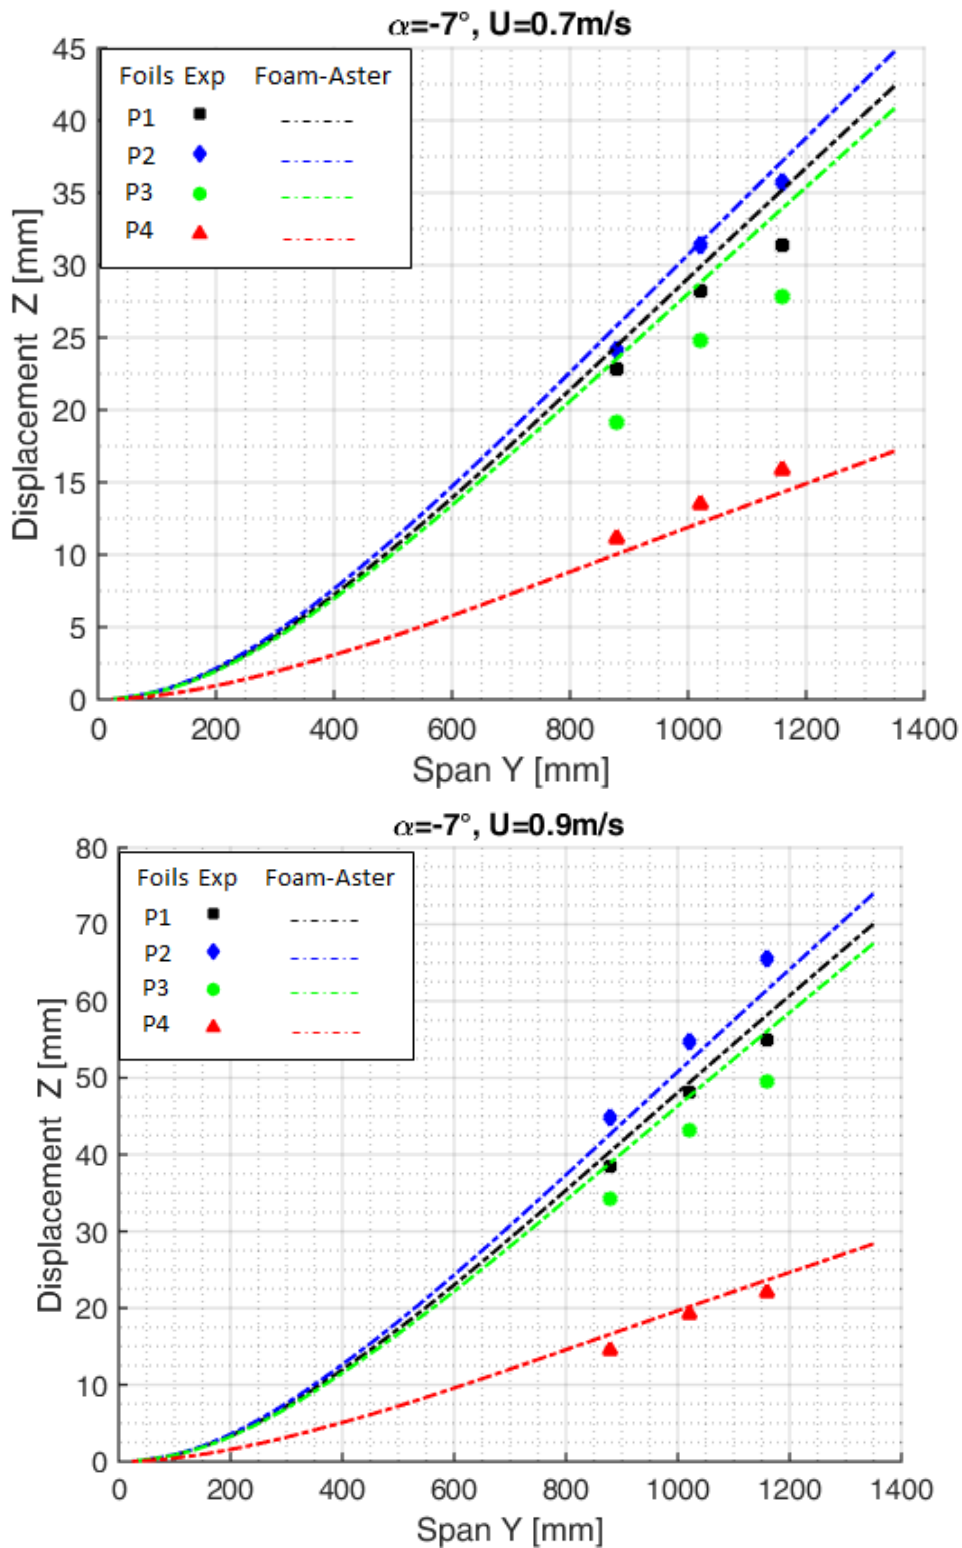 α=-7°, U=0.7m/s
45
40
35
30
25
20
15
10
5
0
Displacement Z [mm]
Foils Exp Foam-Aster
P1
P2
P3
P4
0 200 400 600 800 1000 1200 1400
Span Y [mm]
α=-7°, U=0.9m/s
80
70
60
50
40
30
20
10
0
Displacement Z [mm]
Foils Exp Foam-Aster
P1
P2
P3
P4
0 200 400 600 800 1000 1200 1400
Span Y [mm]